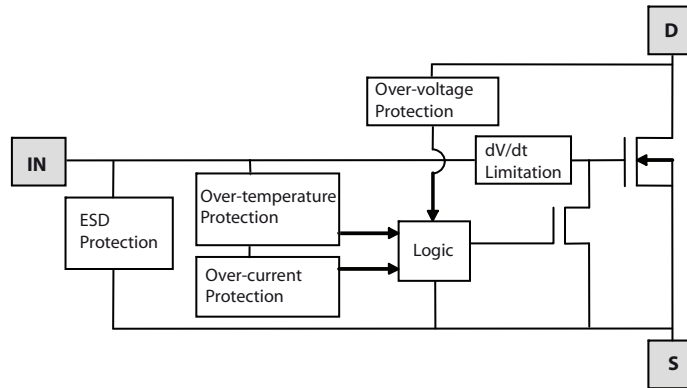 D
Over-voltage
Protection
IN
dV/dt
Limitation
Over-temperature
Protection
ESD
Protection
Logic
Over-current
Protection
S